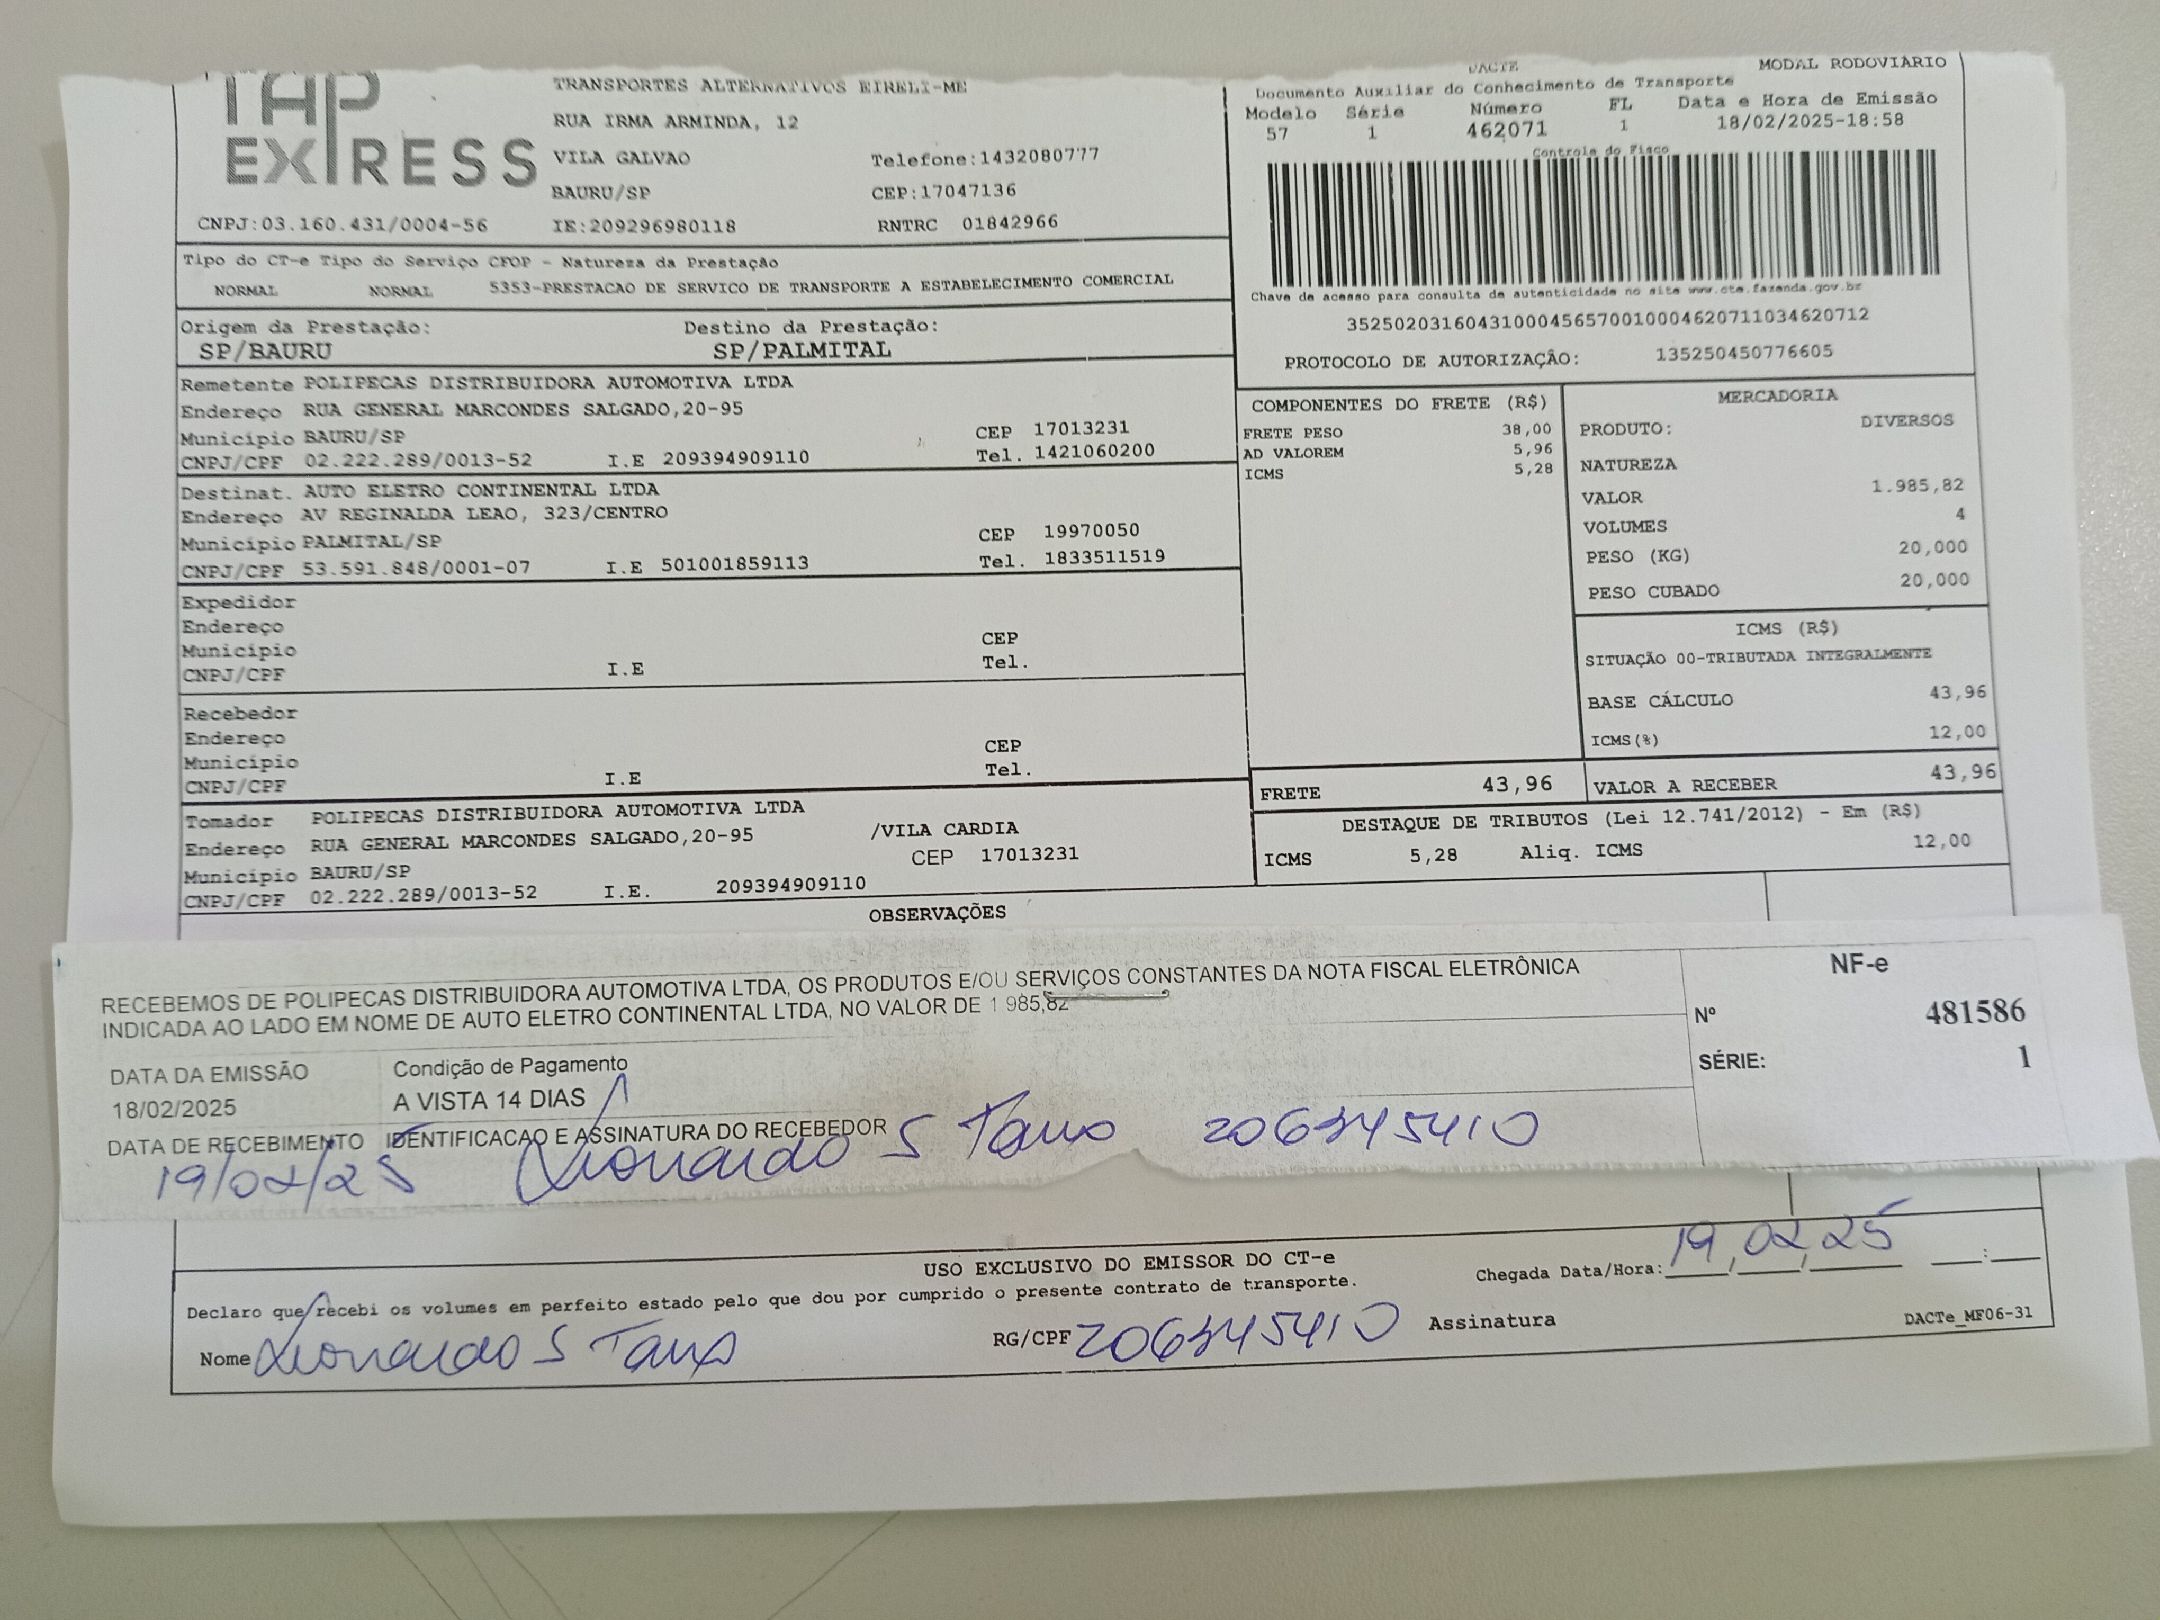 TAP EXPRESS
TRANSPORTES ALTERNATIVOS EIRELI-ME
RUA IRMA ARMINDA, 12
VILA GALVAO Telefone:1432080777
BAURU/SP CEP:17047136
CNPJ:03.160.431/0004-56 IE:209296980118 RNTRC 01842966
DACTE MODAL RODOVIÁRIO
Documento Auxiliar do Conhecimento de Transporte
Modelo Série Número FL Data e Hora de Emissão
57 1 462071 1 18/02/2025-18:58
Controle do Fisco
Chave de acesso para consulta de autenticidade no site www.cte.fazenda.gov.br
35250203160431000456570010004620711034620712
PROTOCOLO DE AUTORIZAÇÃO: 135250450776605
Tipo do CT-e Tipo do Serviço CFOP - Natureza da Prestação
NORMAL NORMAL 5353-PRESTACAO DE SERVICO DE TRANSPORTE A ESTABELECIMENTO COMERCIAL
Origem da Prestação: Destino da Prestação:
SP/BAURU SP/PALMITAL
Remetente POLIPECAS DISTRIBUIDORA AUTOMOTIVA LTDA
Endereço RUA GENERAL MARCONDES SALGADO,20-95
Município BAURU/SP CEP 17013231
CNPJ/CPF 02.222.289/0013-52 I.E 209394909110 Tel. 1421060200
Destinat. AUTO ELETRO CONTINENTAL LTDA
Endereço AV REGINALDA LEAO, 323/CENTRO
Município PALMITAL/SP CEP 19970050
CNPJ/CPF 53.591.848/0001-07 I.E 501001859113 Tel. 1833511519
Expedidor
Endereço
Município CEP
CNPJ/CPF I.E Tel.
Recebedor
Endereço
Município CEP
CNPJ/CPF I.E Tel.
Tomador POLIPECAS DISTRIBUIDORA AUTOMOTIVA LTDA
Endereço RUA GENERAL MARCONDES SALGADO,20-95 /VILA CARDIA
Município BAURU/SP CEP 17013231
CNPJ/CPF 02.222.289/0013-52 I.E. 209394909110
COMPONENTES DO FRETE (R$)
FRETE PESO 38,00
AD VALOREM 5,96
ICMS 5,28
MERCADORIA
PRODUTO: DIVERSOS
NATUREZA
VALOR 1.985,82
VOLUMES 4
PESO (KG) 20,000
PESO CUBADO 20,000
ICMS (R$)
SITUAÇÃO 00-TRIBUTADA INTEGRALMENTE
BASE CÁLCULO 43,96
ICMS(%) 12,00
FRETE 43,96 VALOR A RECEBER 43,96
DESTAQUE DE TRIBUTOS (Lei 12.741/2012) - Em (R$)
ICMS 5,28 Aliq. ICMS 12,00
OBSERVAÇÕES
RECEBEMOS DE POLIPECAS DISTRIBUIDORA AUTOMOTIVA LTDA, OS PRODUTOS E/OU SERVIÇOS CONSTANTES DA NOTA FISCAL ELETRÔNICA
INDICADA AO LADO EM NOME DE AUTO ELETRO CONTINENTAL LTDA, NO VALOR DE 1 985,82
NF-e
Nº 481586
SÉRIE: 1
DATA DA EMISSÃO Condição de Pagamento
18/02/2025 A VISTA 14 DIAS
DATA DE RECEBIMENTO IDENTIFICACAO E ASSINATURA DO RECEBEDOR
19/02/25 Leonardo S
USO EXCLUSIVO DO EMISSOR DO CT-e
Declaro que recebi os volumes em perfeito estado pelo que dou por cumprido o presente contrato de transporte.
Chegada Data/Hora: 19,02,25 :
Nome Leonardo S RG/CPF Assinatura
DACTe_MF06-31